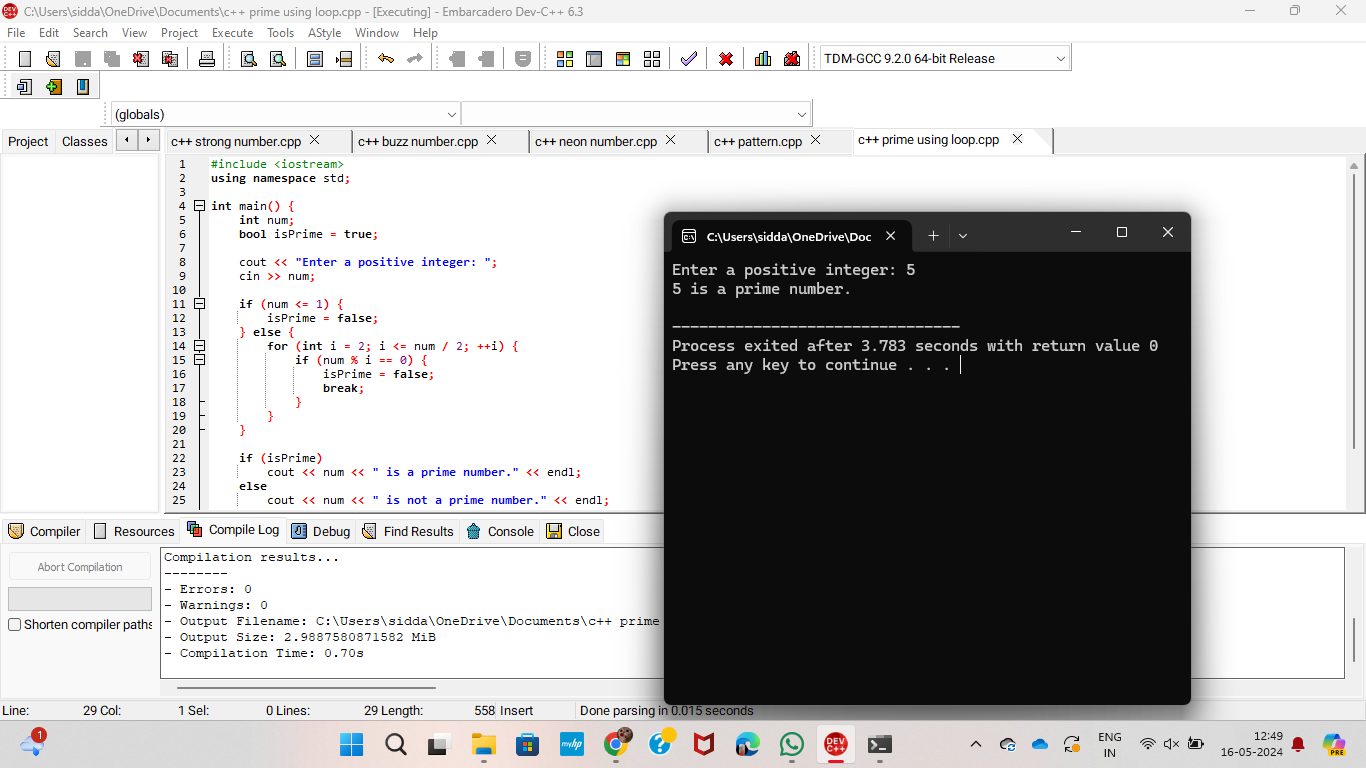 C:\Users\sidda\OneDrive\Documents\c++ prime using loop.cpp - [Executing] - Embarcadero Dev-C++ 6.3
File Edit Search View Project Execute Tools AStyle Window Help
TDM-GCC 9.2.0 64-bit Release
(globals)
Project Classes c++ strong number.cpp c++ buzz number.cpp c++ neon number.cpp c++ pattern.cpp c++ prime using loop.cpp
1 #include <iostream>
2 using namespace std;
3
4 int main() {
5 int num;
6 bool isPrime = true;
7
8 cout << "Enter a positive integer: ";
9 cin >> num;
10
11 if (num <= 1) {
12 isPrime = false;
13 } else {
14 for (int i = 2; i <= num / 2; ++i) {
15 if (num % i == 0) {
16 isPrime = false;
17 break;
18 }
19 }
20 }
21
22 if (isPrime)
23 cout << num << " is a prime number." << endl;
24 else
25 cout << num << " is not a prime number." << endl;
C:\Users\sidda\OneDrive\Doc
Enter a positive integer: 5
5 is a prime number.
--------------------------------
Process exited after 3.783 seconds with return value 0
Press any key to continue . . .
Compiler Resources Compile Log Debug Find Results Console Close
Abort Compilation
Shorten compiler paths
Compilation results...
--------
- Errors: 0
- Warnings: 0
- Output Filename: C:\Users\sidda\OneDrive\Documents\c++ prime
- Output Size: 2.9887580871582 MiB
- Compilation Time: 0.70s
Line: 29 Col: 1 Sel: 0 Lines: 29 Length: 558 Insert Done parsing in 0.015 seconds
1
myhp
DEV C++
PRE
ENG
IN
12:49
16-05-2024